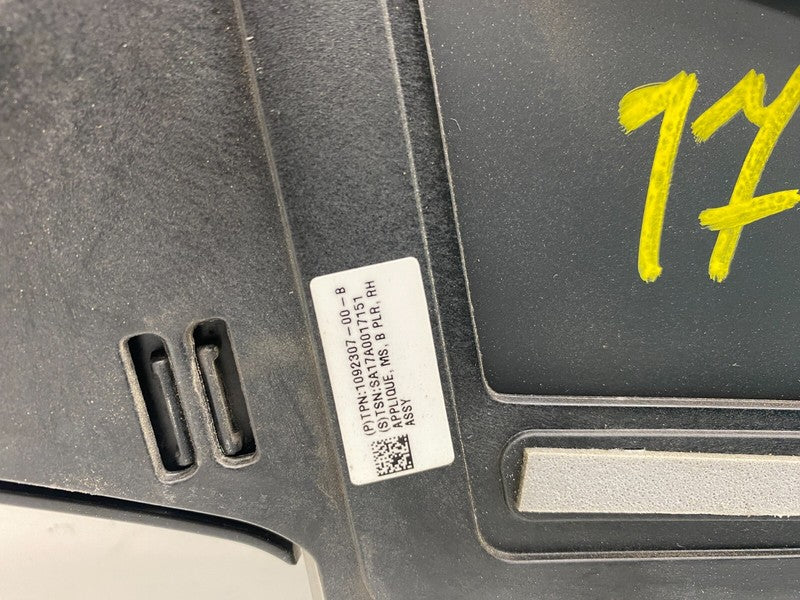 (P)TPN:1092307-00-B
(S)TSN:SA17A0017151
APPLIQUE, MS, B PLR, RH
ASSY
17